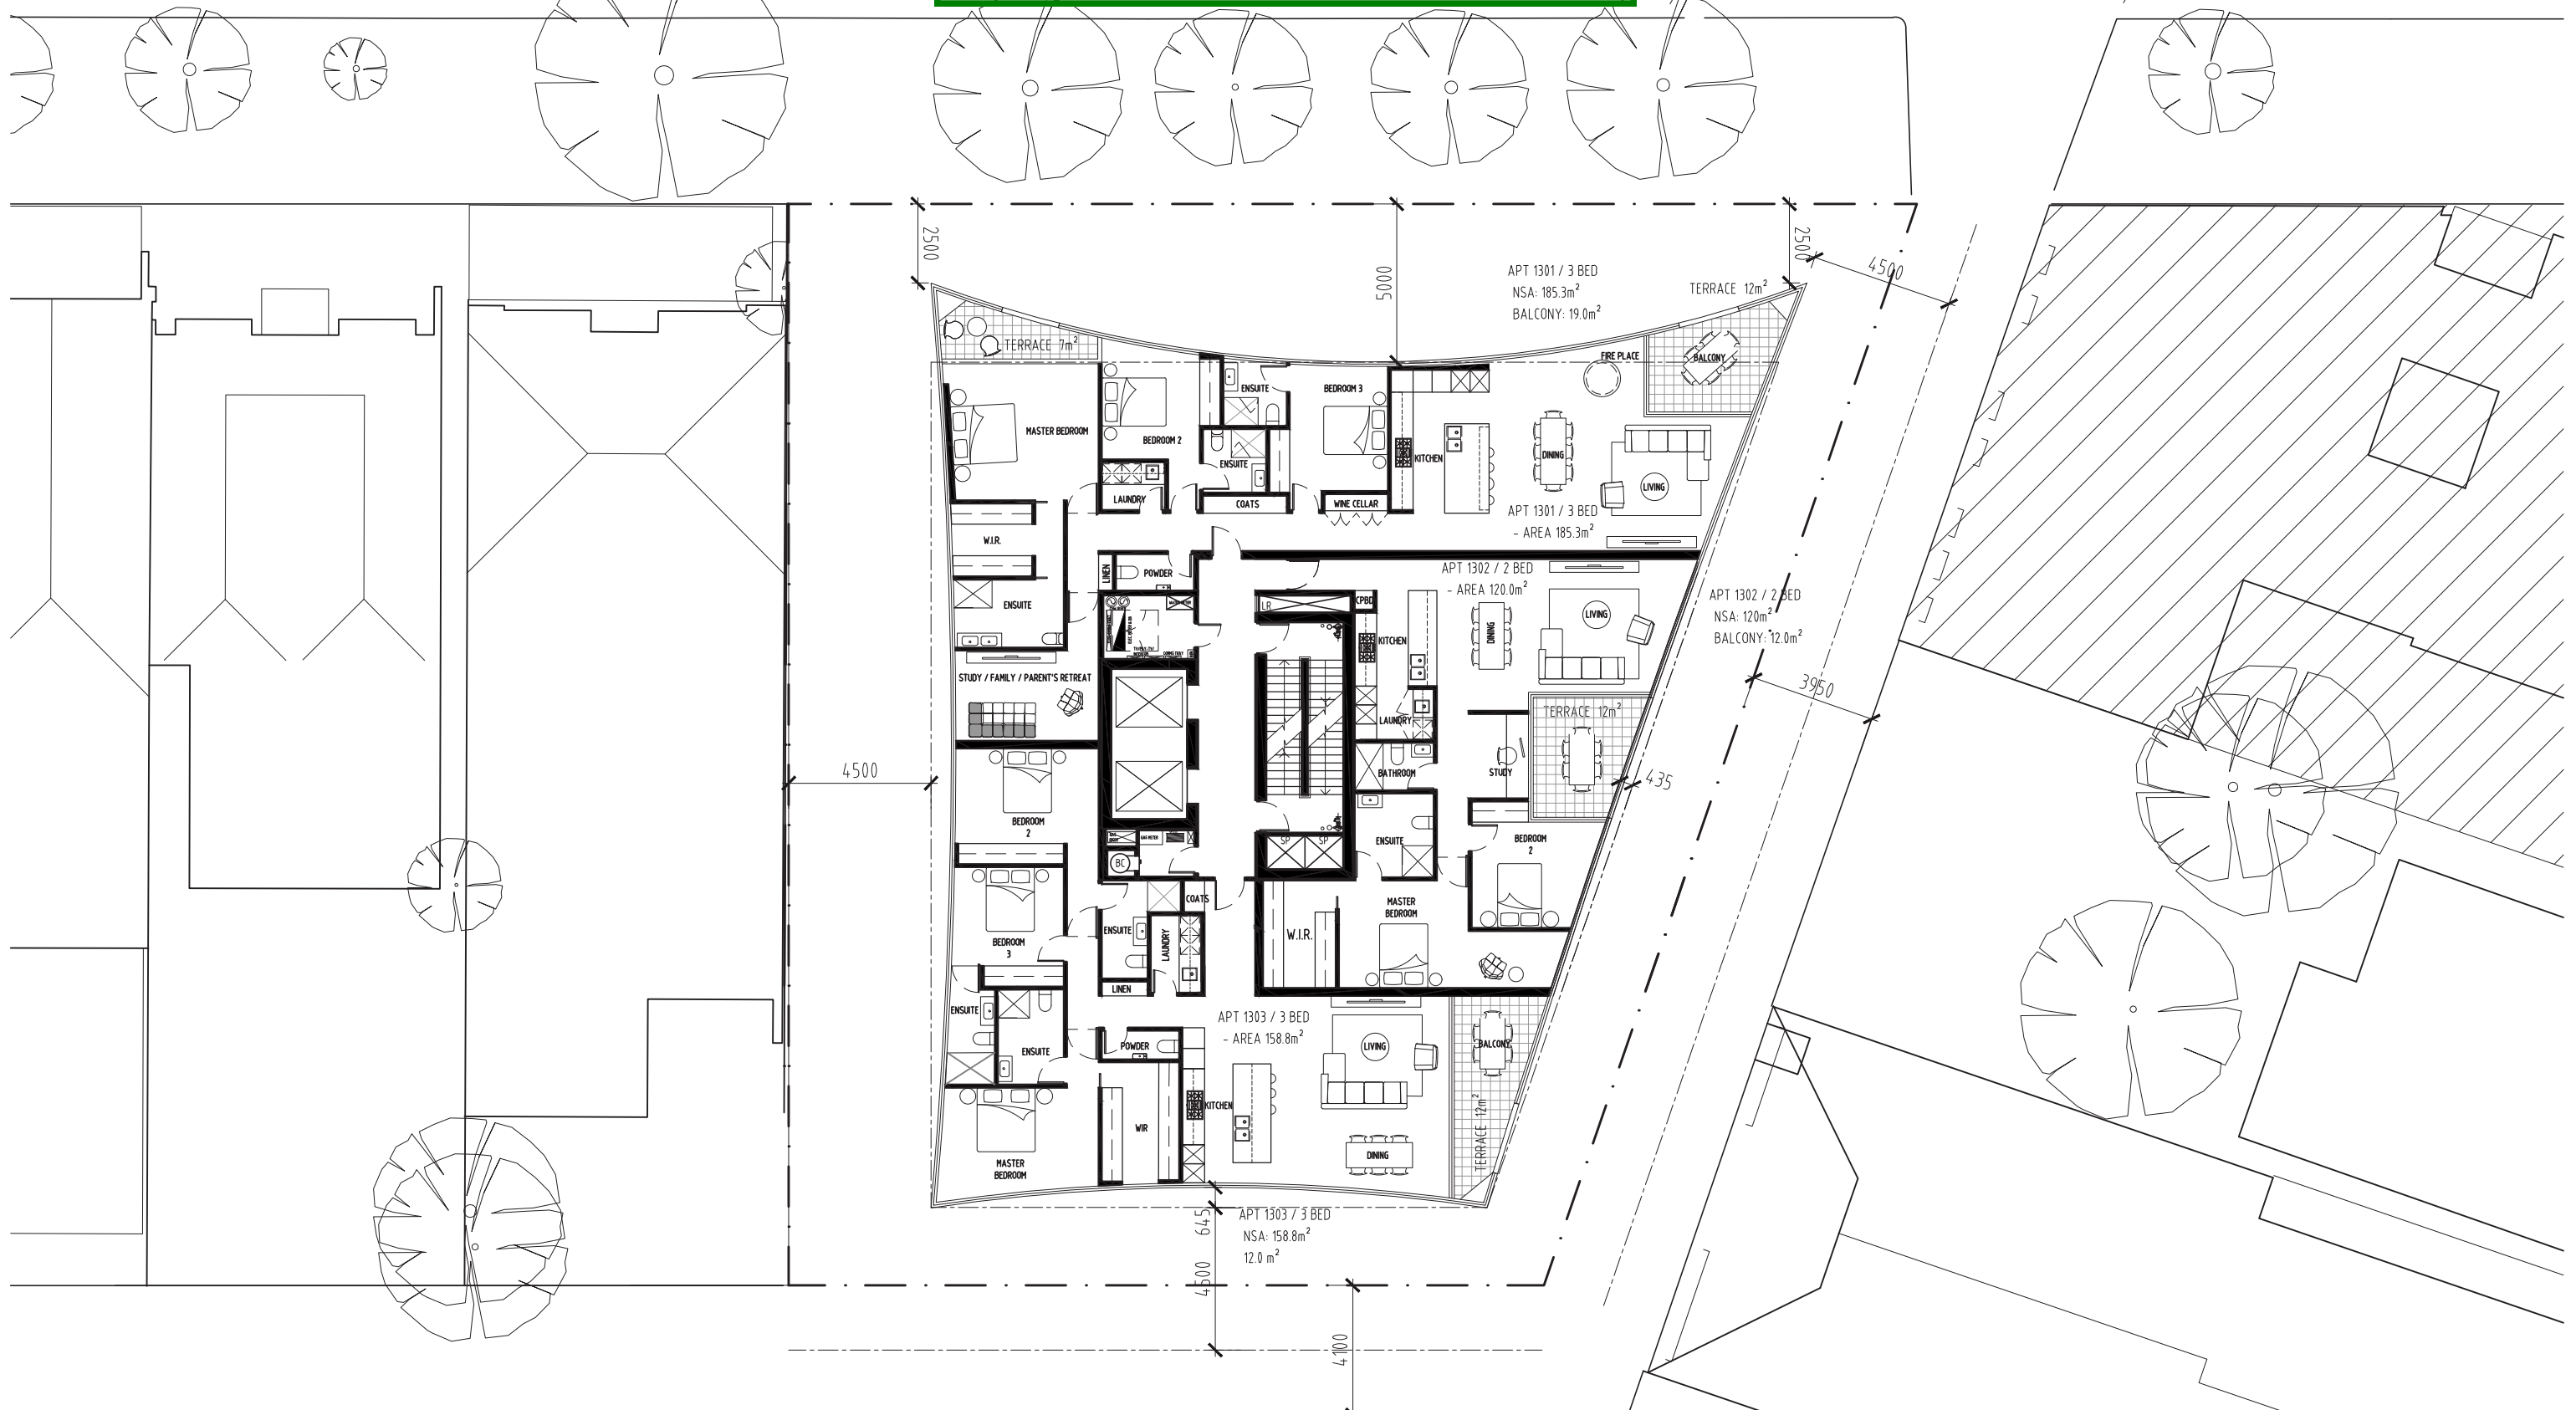 2500
5000
2500
4500
APT 1301 / 3 BED
NSA: 185.3m²
BALCONY: 19.0m²
TERRACE 12m²
TERRACE 7m²
FIRE PLACE
BALCONY
ENSUITE
BEDROOM 3
MASTER BEDROOM
BEDROOM 2
ENSUITE
KITCHEN
DINING
LIVING
LAUNDRY
COATS
WINE CELLAR
APT 1301 / 3 BED
- AREA 185.3m²
W.I.R.
LINEN
POWDER
ENSUITE
LR
CPBD
APT 1302 / 2 BED
- AREA 120.0m²
KITCHEN
DINING
LIVING
APT 1302 / 2 BED
NSA: 120m²
BALCONY: 12.0m²
STUDY / FAMILY / PARENT'S RETREAT
3950
LAUNDRY
TERRACE 12m²
4500
BATHROOM
STUDY
435
BEDROOM
2
GAS METER
BC
SP
SP
ENSUITE
BEDROOM
2
COATS
MASTER
BEDROOM
BEDROOM
3
ENSUITE
LAUNDRY
W.I.R.
LINEN
ENSUITE
ENSUITE
APT 1303 / 3 BED
- AREA 158.8m²
POWDER
LIVING
BALCONY
KITCHEN
WIR
TERRACE 12m²
DINING
MASTER
BEDROOM
645
APT 1303 / 3 BED
NSA: 158.8m²
12.0 m²
4500
4100